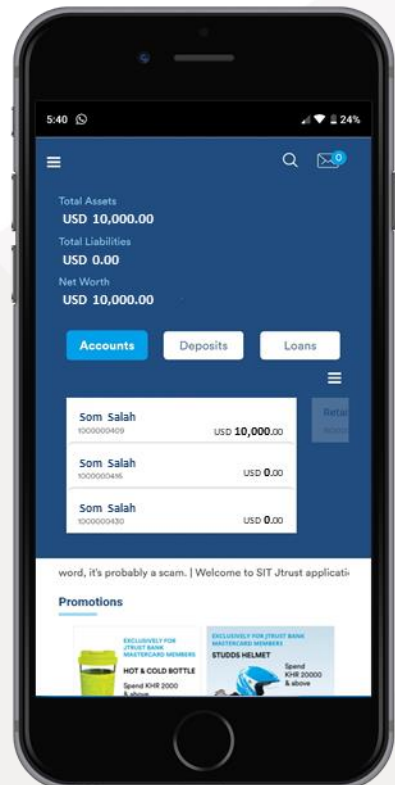 5:40 24%
0
Total Assets
USD 10,000.00
Total Liabilities
USD 0.00
Net Worth
USD 10,000.00
Accounts Deposits Loans
Som Salah
1000000409 USD 10,000.00
Som Salah
1000000416 USD 0.00
Som Salah
1000000430 USD 0.00
word, it's probably a scam. | Welcome to SIT Jtrust applicati
Promotions
EXCLUSIVELY FOR
JTRUST BANK
MASTERCARD MEMBERS
HOT & COLD BOTTLE
Spend KHR 2000
& above
EXCLUSIVELY FOR JTRUST BANK
MASTERCARD MEMBERS
STUDDS HELMET
Spend
KHR 20000
& above